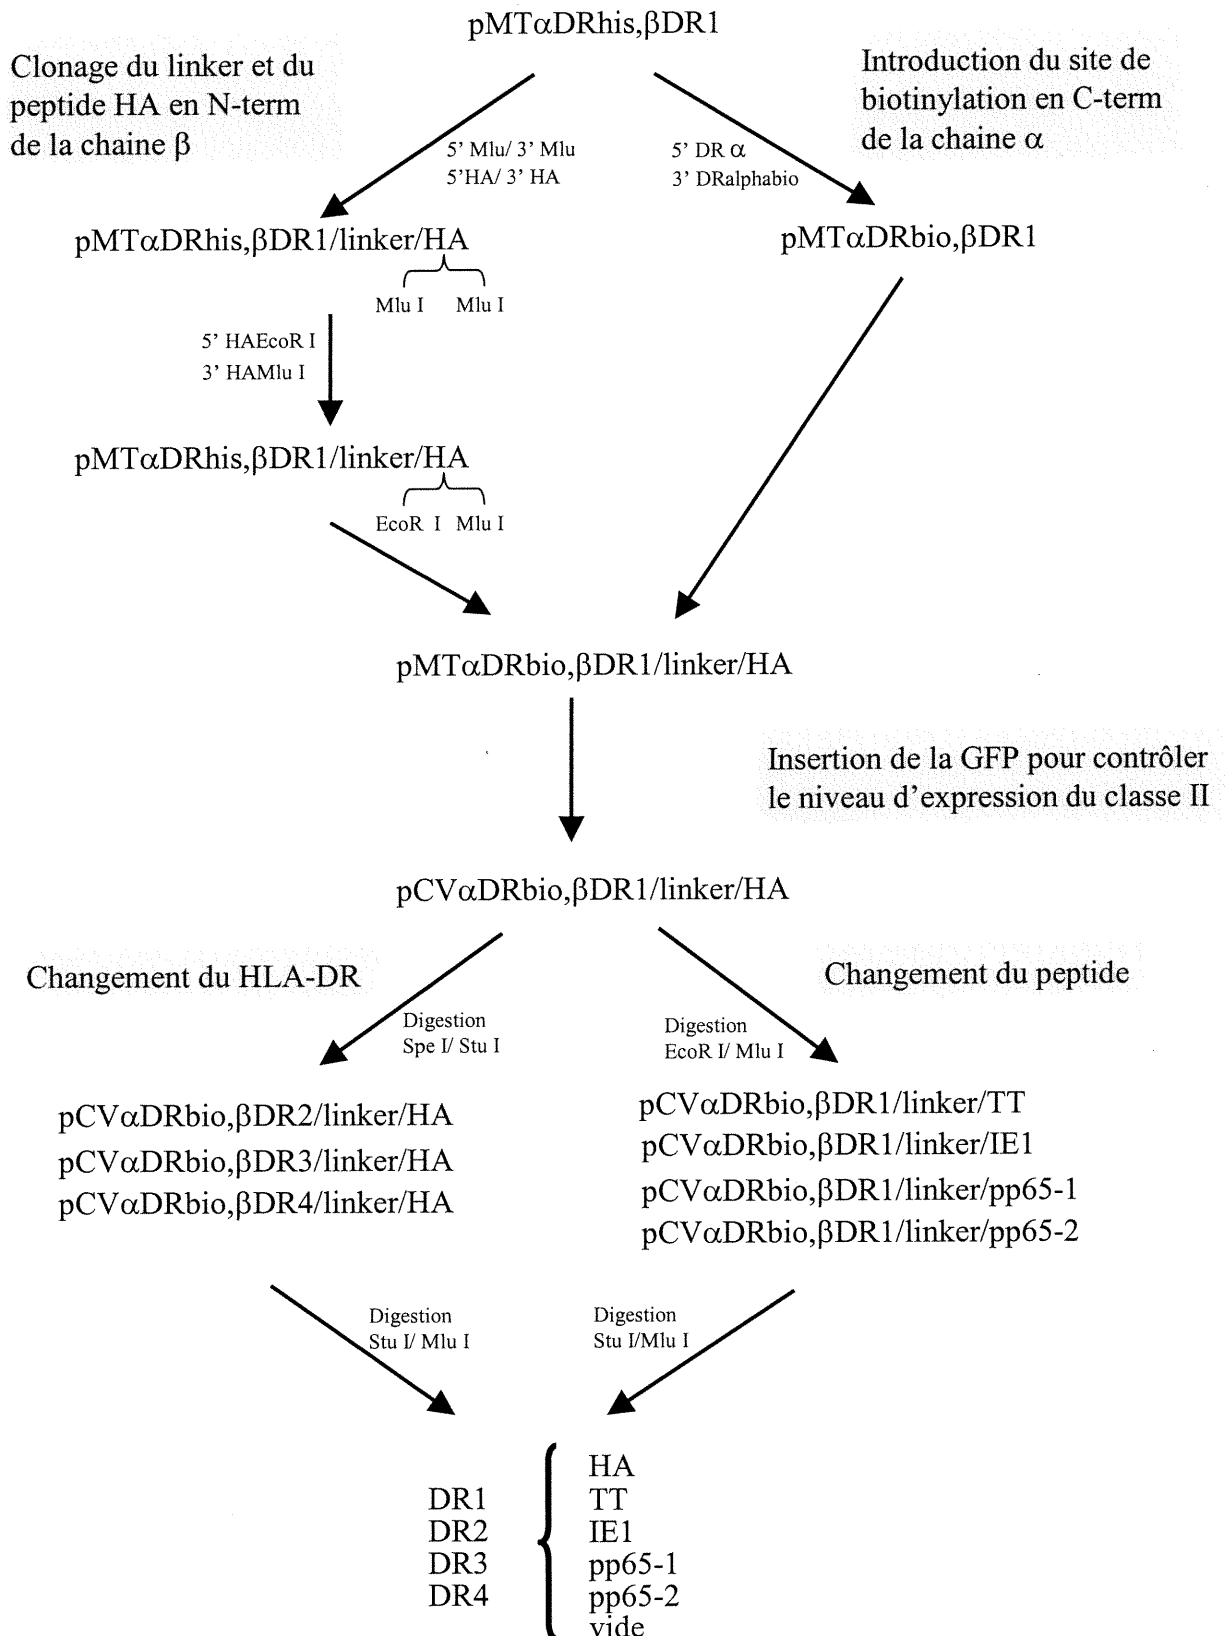 pMTαDRhis,βDR1
Clonage du linker et du
peptide HA en N-term
de la chaine β
Introduction du site de
biotinylation en C-term
de la chaine α
5' Mlu/ 3' Mlu
5'HA/ 3' HA
5' DR α
3' DRalphabio
pMTαDRhis,βDR1/linker/HA
Mlu I Mlu I
pMTαDRbio,βDR1
5' HAEcoR I
3' HAMlu I
pMTαDRhis,βDR1/linker/HA
EcoR I Mlu I
pMTαDRbio,βDR1/linker/HA
Insertion de la GFP pour contrôler
le niveau d'expression du classe II
pCVαDRbio,βDR1/linker/HA
Changement du HLA-DR
Changement du peptide
Digestion
Spe I/ Stu I
Digestion
EcoR I/ Mlu I
pCVαDRbio,βDR2/linker/HA
pCVαDRbio,βDR3/linker/HA
pCVαDRbio,βDR4/linker/HA
pCVαDRbio,βDR1/linker/TT
pCVαDRbio,βDR1/linker/IE1
pCVαDRbio,βDR1/linker/pp65-1
pCVαDRbio,βDR1/linker/pp65-2
Digestion
Stu I/ Mlu I
Digestion
Stu I/Mlu I
DR1
DR2
DR3
DR4
HA
TT
IE1
pp65-1
pp65-2
vide